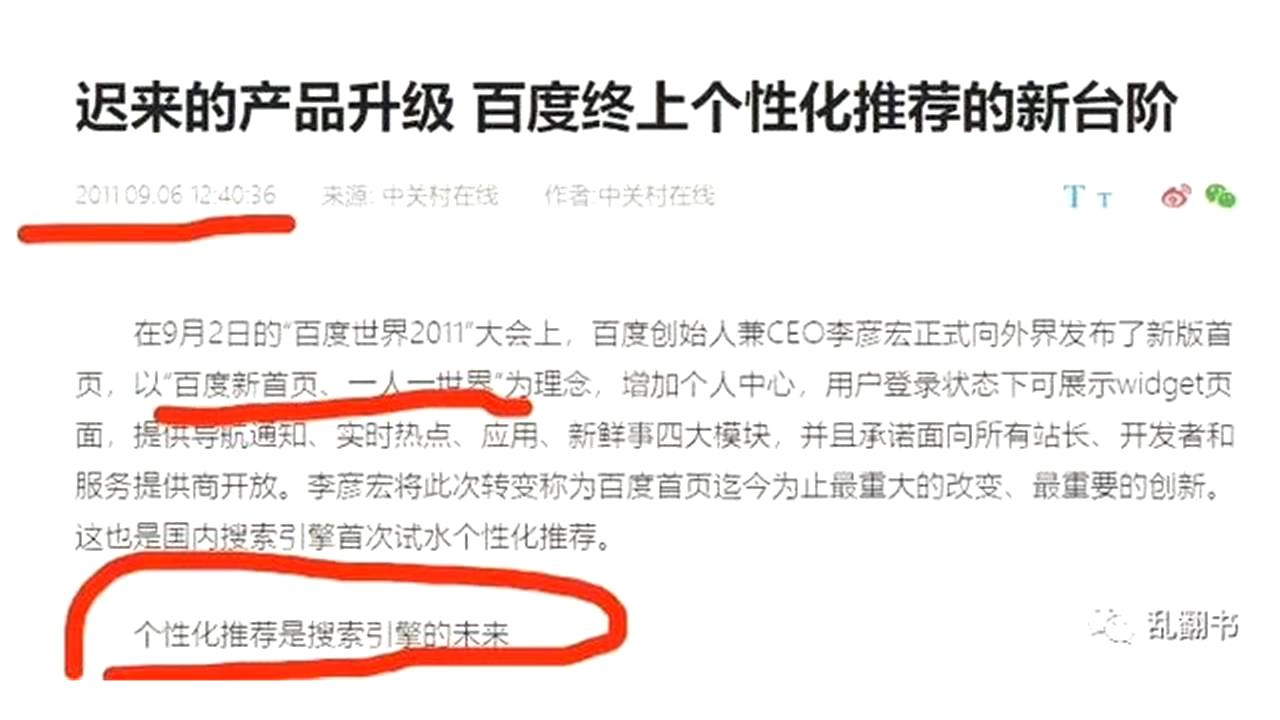 迟来的产品升级 百度终上个性化推荐的新台阶
2011.09.06 12:40:36 来源: 中关村在线 作者:中关村在线 T T
在9月2日的“百度世界2011”大会上，百度创始人兼CEO李彦宏正式向外界发布了新版首
页，以“百度新首页、一人一世界”为理念，增加个人中心，用户登录状态下可展示widget页
面，提供导航通知、实时热点、应用、新鲜事四大模块，并且承诺面向所有站长、开发者和
服务提供商开放。李彦宏将此次转变称为百度首页迄今为止最重大的改变、最重要的创新。
这也是国内搜索引擎首次试水个性化推荐。
个性化推荐是搜索引擎的未来
乱翻书